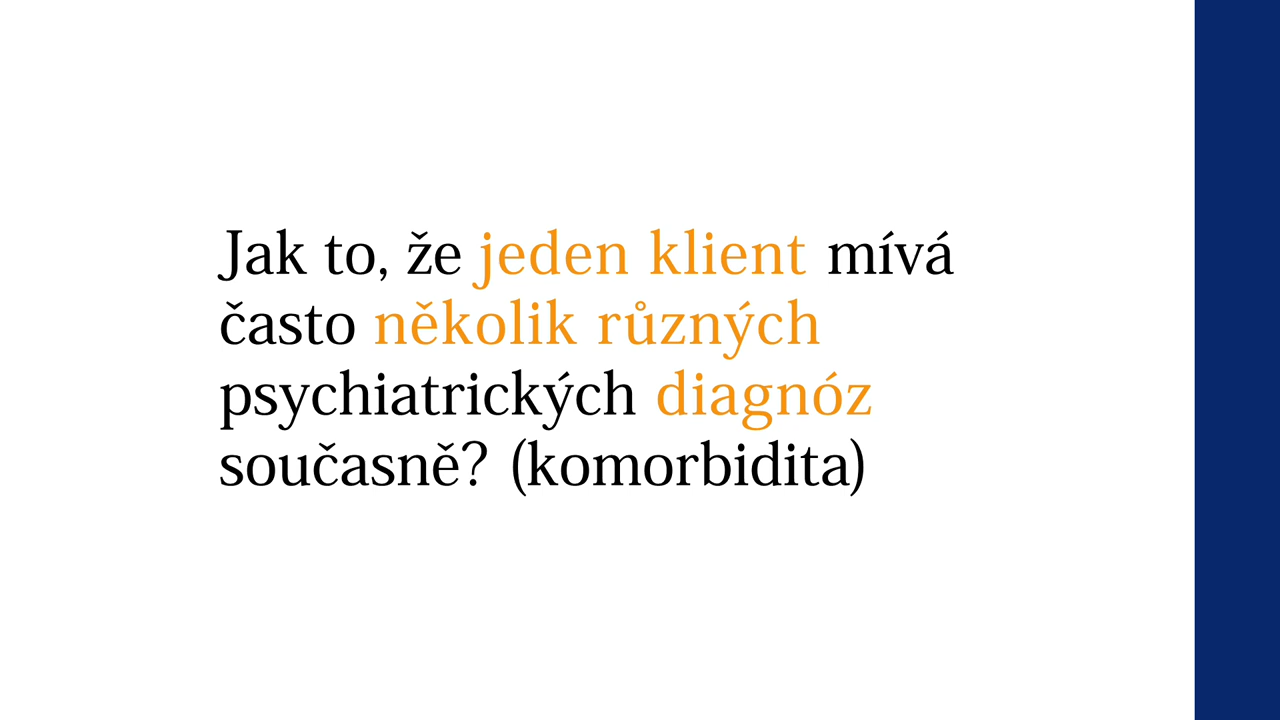 Jak to, že jeden klient mívá
často několik různých
psychiatrických diagnóz
současně? (komorbidita)